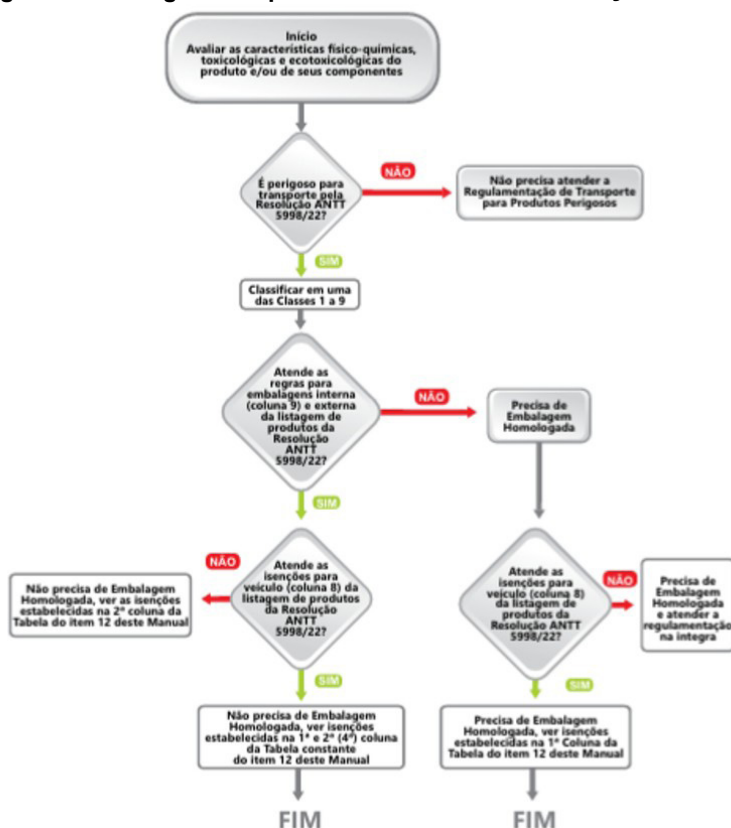 Início
Avaliar as características físico-químicas,
toxicológicas e ecotoxicológicas do
produto e/ou de seus componentes
É perigoso para
transporte pela
Resolução ANTT
5998/22?
NÃO
Não precisa atender a
Regulamentação de Transporte
para Produtos Perigosos
SIM
Classificar em uma
das Classes 1 a 9
Atende as
regras para
embalagens interna
(coluna 9) e externa
da listagem de
produtos da
Resolução
ANTT
5998/22?
NÃO
Precisa de
Embalagem
Homologada
SIM
Atende as
isenções para
veículo (coluna 8) da
listagem de produtos
da Resolução
ANTT
5998/22?
NÃO
Não precisa de Embalagem
Homologada, ver as isenções
estabelecidas na 2ª coluna da
Tabela do item 12 deste Manual
Atende as
isenções para
veículo (coluna 8)
da listagem de
produtos da
Resolução ANTT
5998/22?
NÃO
Precisa de
Embalagem
Homologada
e atender a
regulamentação
na integra
SIM
Não precisa de Embalagem
Homologada, ver isenções
estabelecidas na 1ª e 2ª (4ª) coluna
da Tabela constante
do item 12 deste Manual
SIM
Precisa de Embalagem
Homologada, ver isenções
estabelecidas na 1ª Coluna da
Tabela do item 12 deste Manual
FIM
FIM